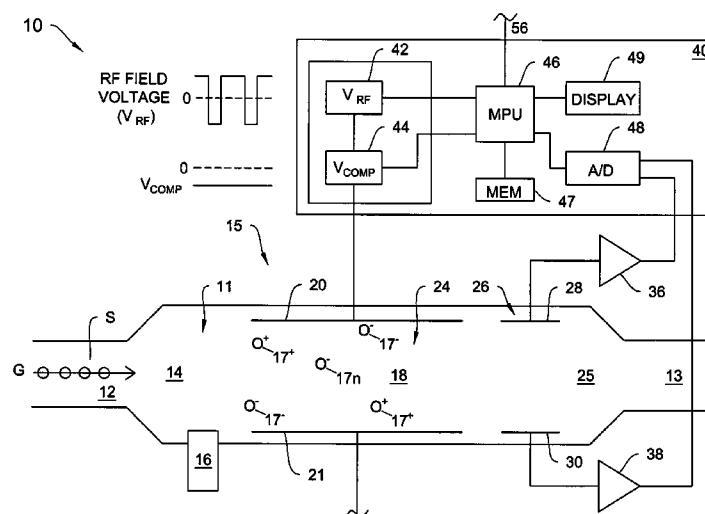 10
RF FIELD
VOLTAGE
(V RF)
0
0
VCOMP
56
40
42
V RF
44
VCOMP
46
MPU
49
DISPLAY
48
A/D
MEM
47
15
11
20
24
26
28
36
S
G
12
14
O+
17+
O-
17-
O-
17n
18
25
13
O-
17-
O+
17+
16
21
30
38